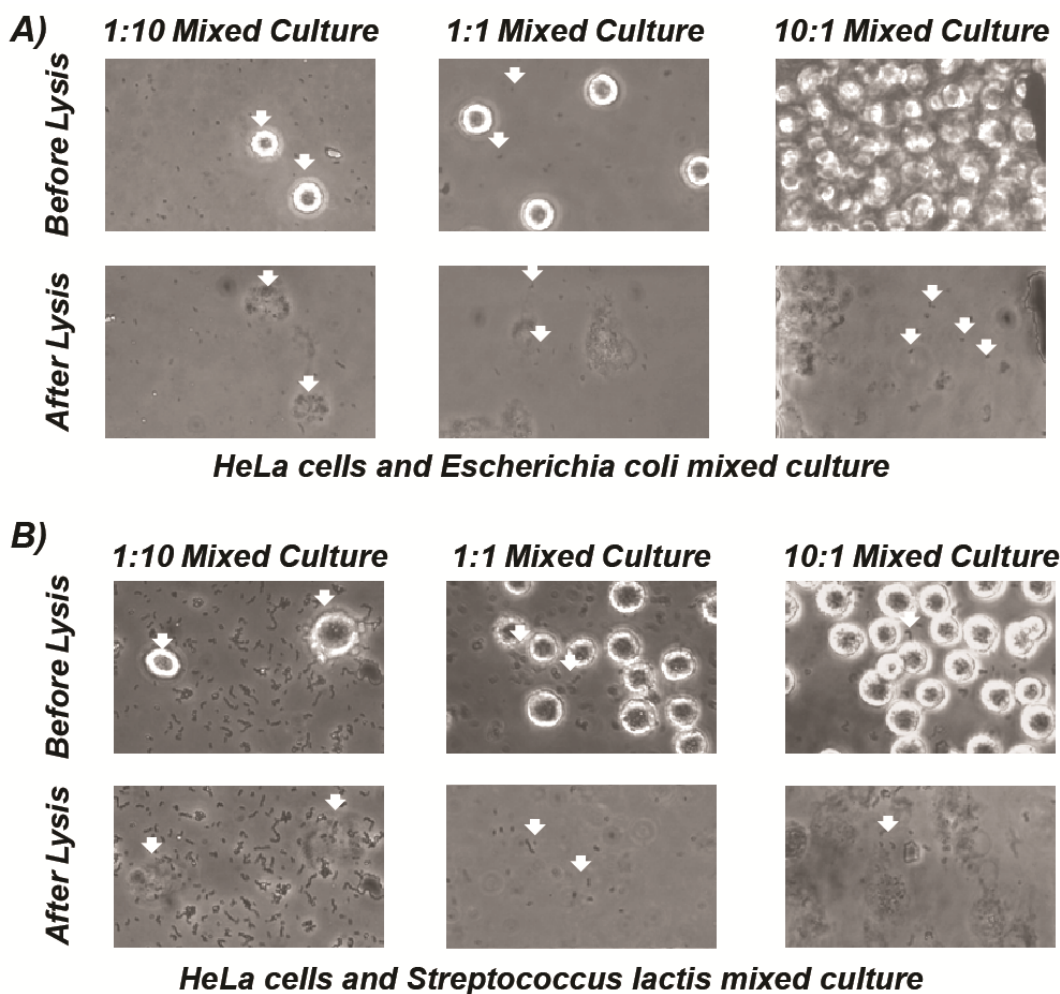 A)
1:10 Mixed Culture
1:1 Mixed Culture
10:1 Mixed Culture
Before Lysis
After Lysis
HeLa cells and Escherichia coli mixed culture
B)
1:10 Mixed Culture
1:1 Mixed Culture
10:1 Mixed Culture
Before Lysis
After Lysis
HeLa cells and Streptococcus lactis mixed culture